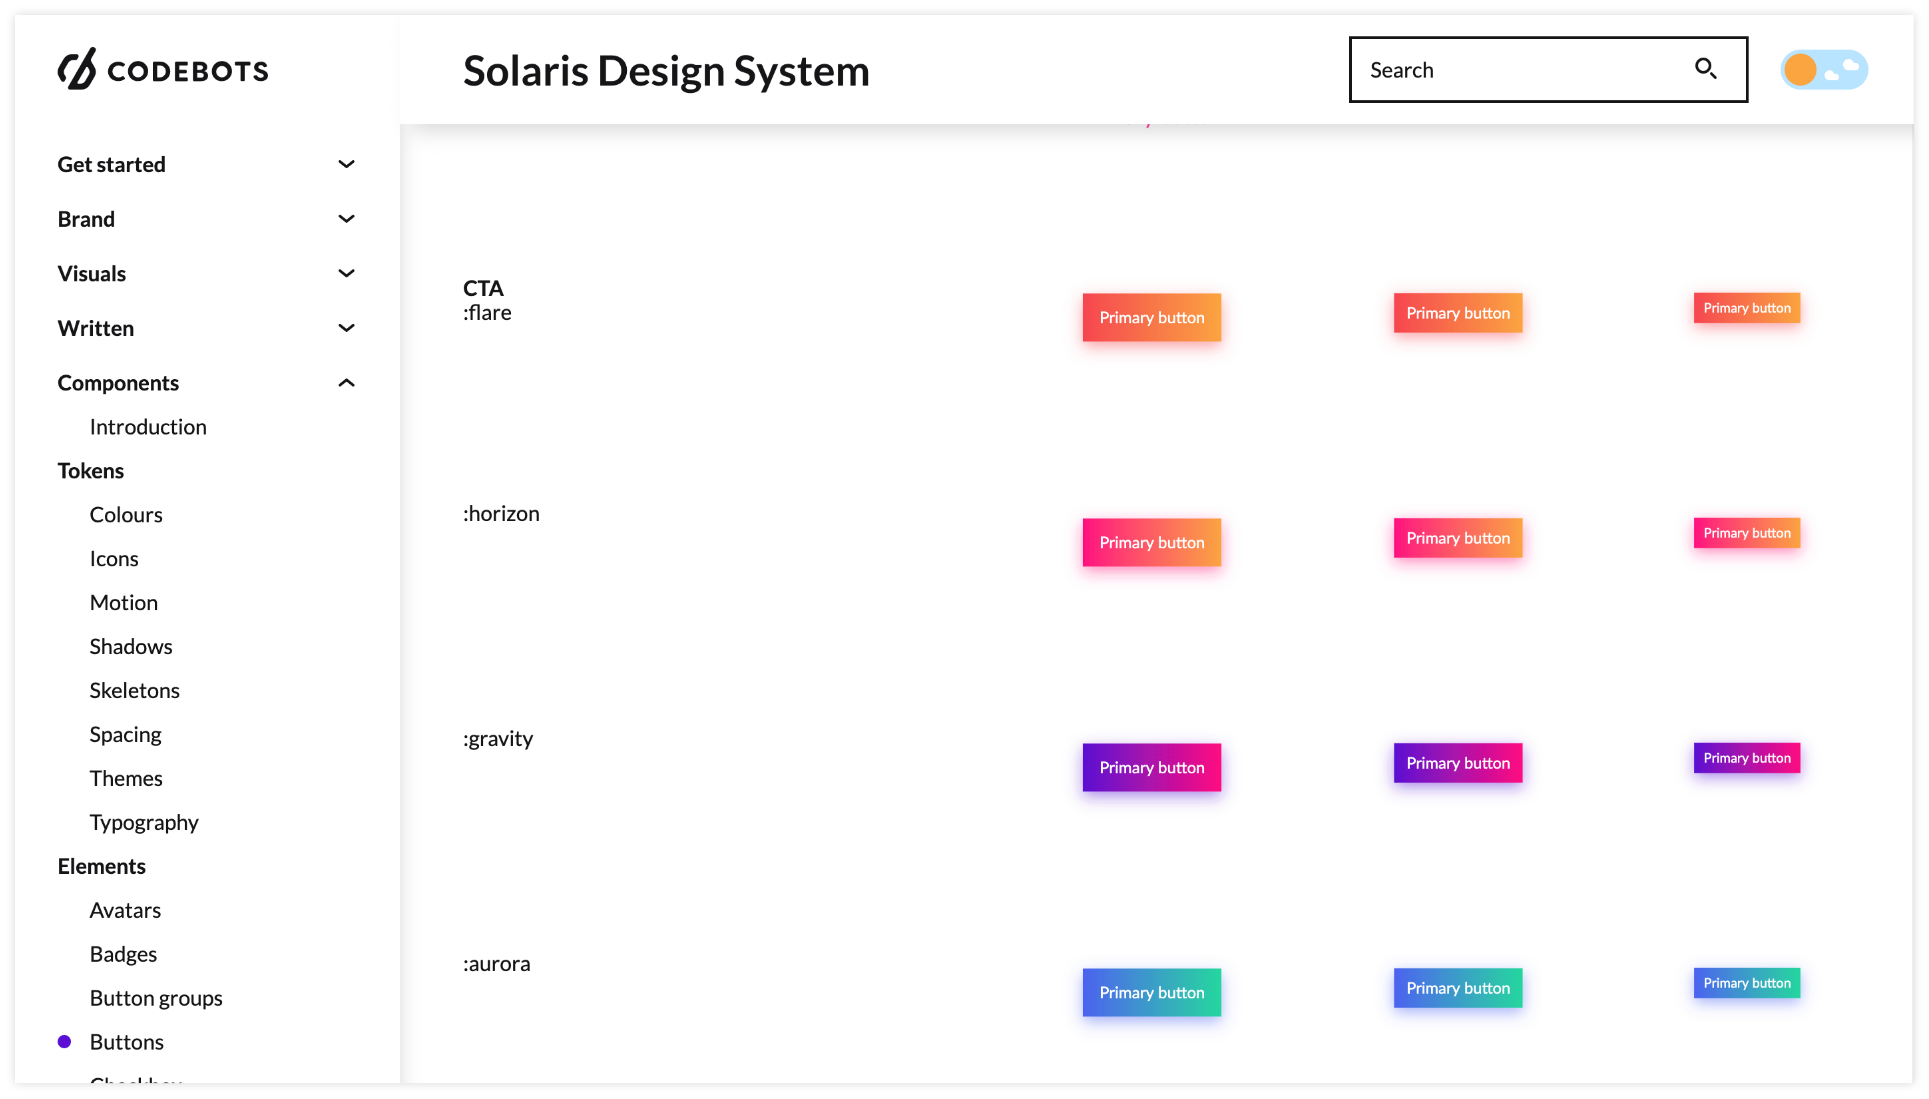 CODEBOTS
Solaris Design System
Search
Get started
Brand
Visuals
Written
Components
Introduction
Tokens
Colours
Icons
Motion
Shadows
Skeletons
Spacing
Themes
Typography
Elements
Avatars
Badges
Button groups
Buttons
CTA
:flare
Primary button
Primary button
Primary button
:horizon
Primary button
Primary button
Primary button
:gravity
Primary button
Primary button
Primary button
:aurora
Primary button
Primary button
Primary button